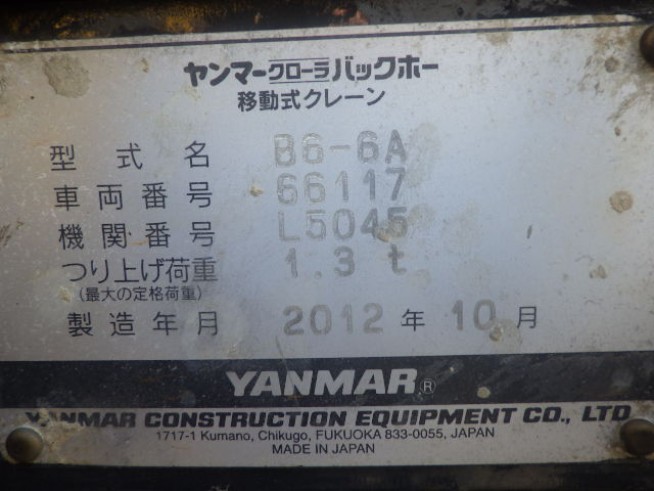 ヤンマークローラバックホー
移動式クレーン
型式名 B6-6A
車両番号 66117
機関番号 L5045
つり上げ荷重 1.3 t
(最大の定格荷重)
製造年月 2012 年 10 月
YANMAR®
YANMAR CONSTRUCTION EQUIPMENT CO., LTD
1717-1 Kumano, Chikugo, FUKUOKA 833-0055, JAPAN
MADE IN JAPAN